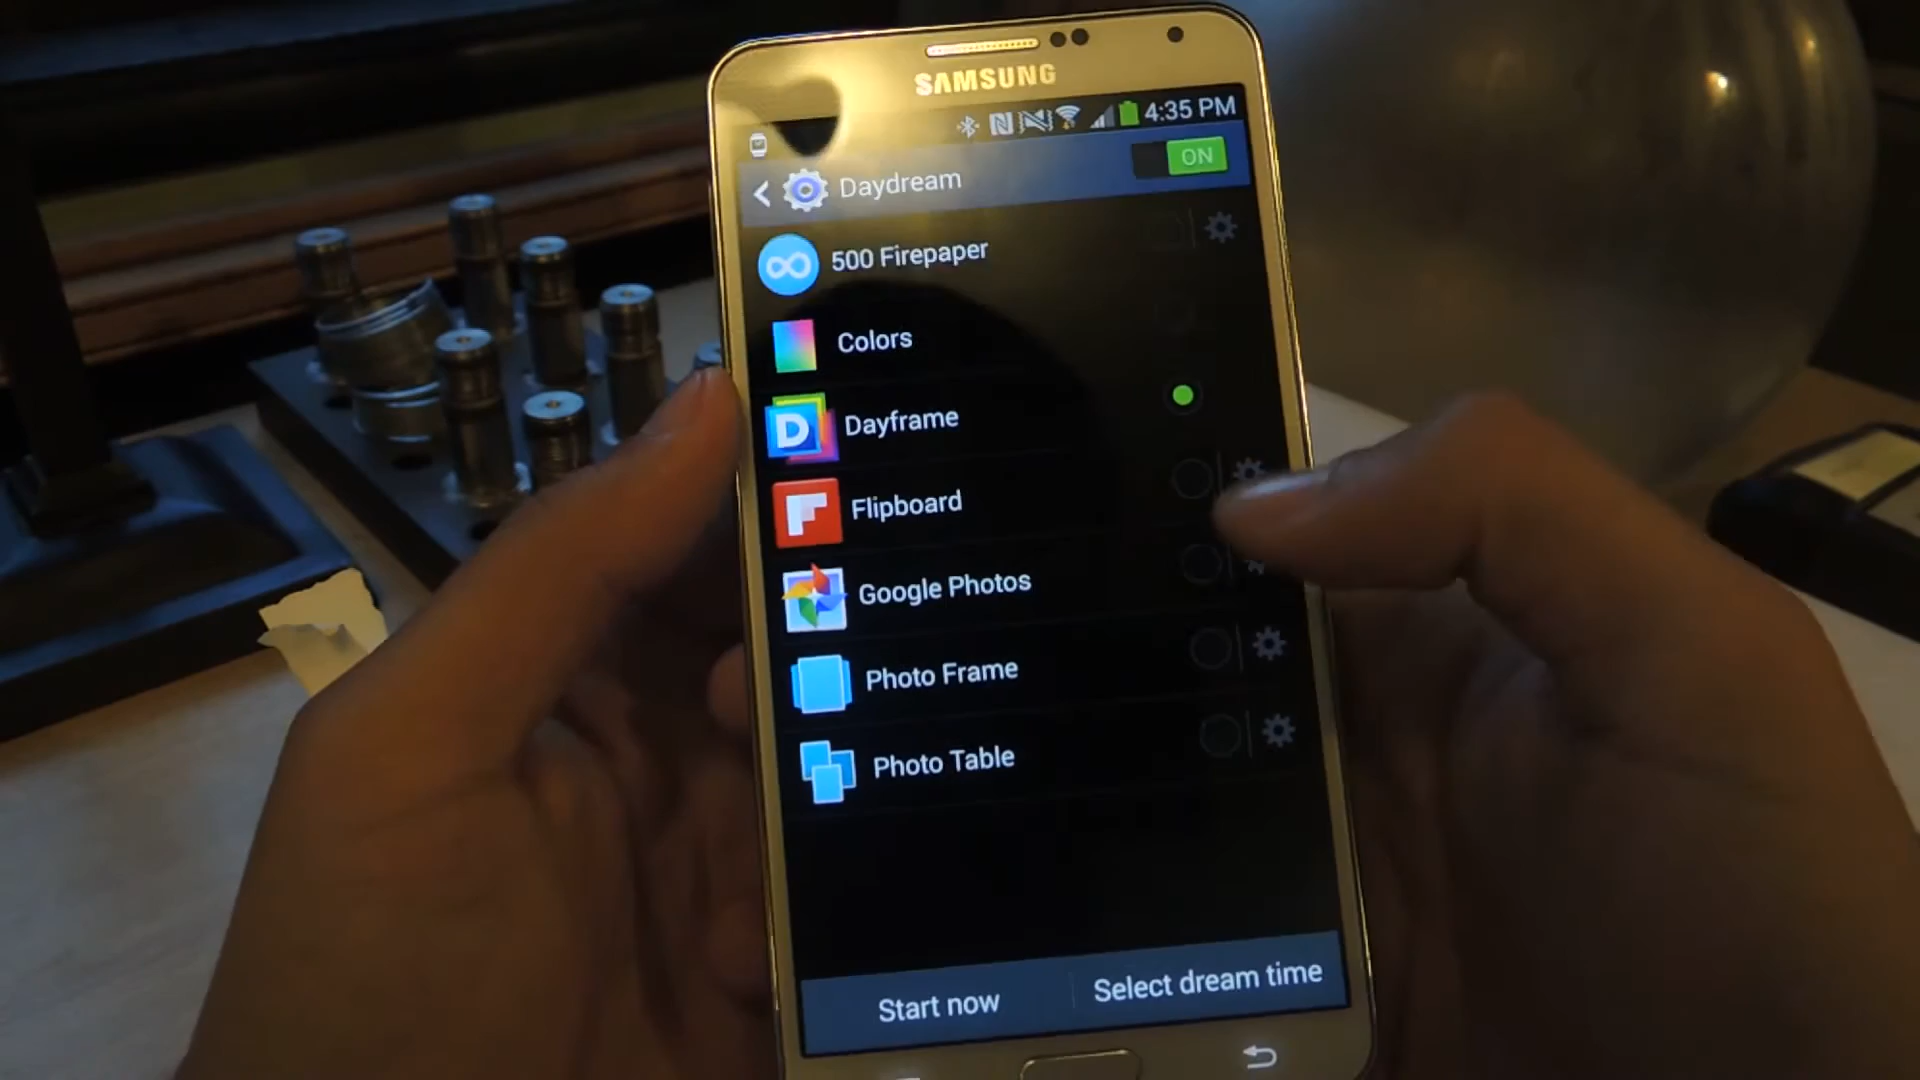 SAMSUNG
4:35 PM
Daydream
ON
500 Firepaper
Colors
D
Dayframe
Flipboard
Google Photos
Photo Frame
Photo Table
Start now
Select dream time